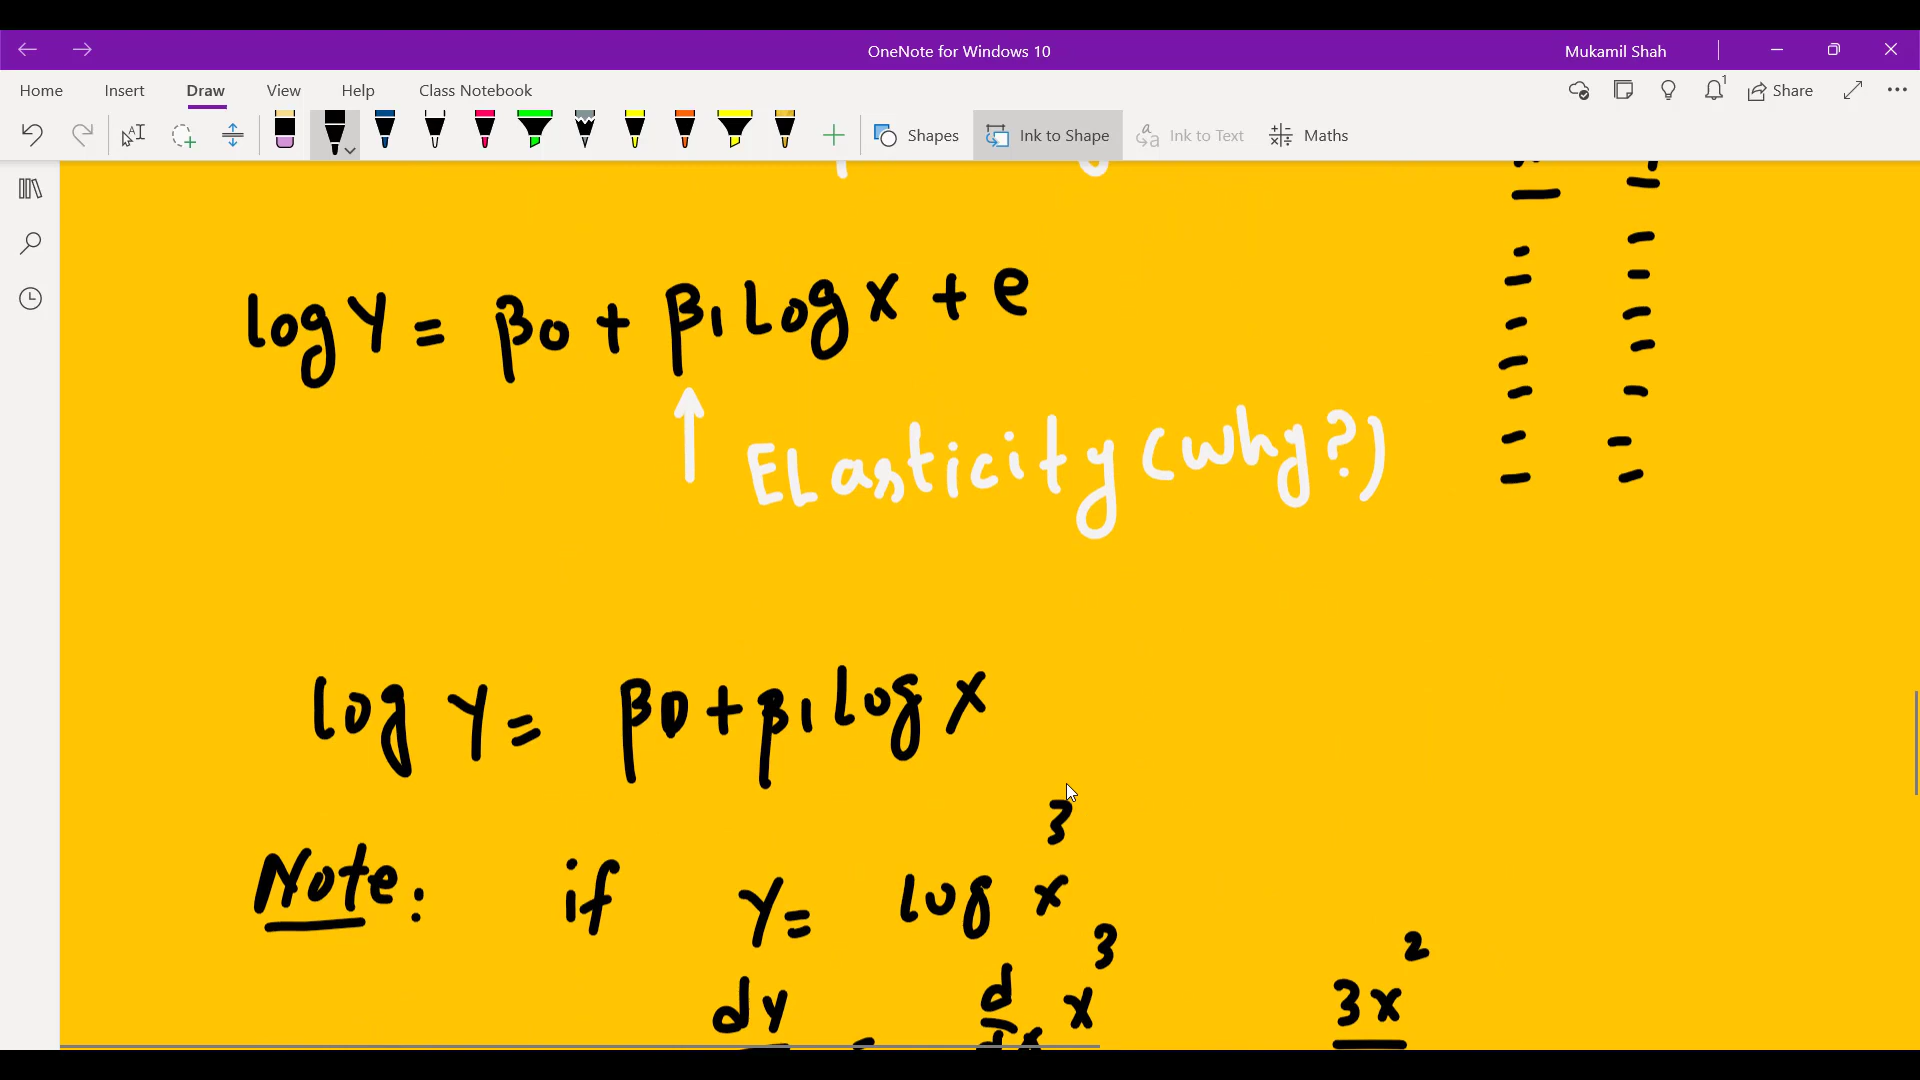 OneNote for Windows 10
Mukamil Shah
Home Insert Draw View Help Class Notebook
1 Share
Shapes Ink to Shape Ink to Text Maths
log Y = β0 + β1 Log X + e
ELasticity (why?)
log Y = β0 + β1 log X
Note: if Y = log x³
dy = d x³ 3x²
dx